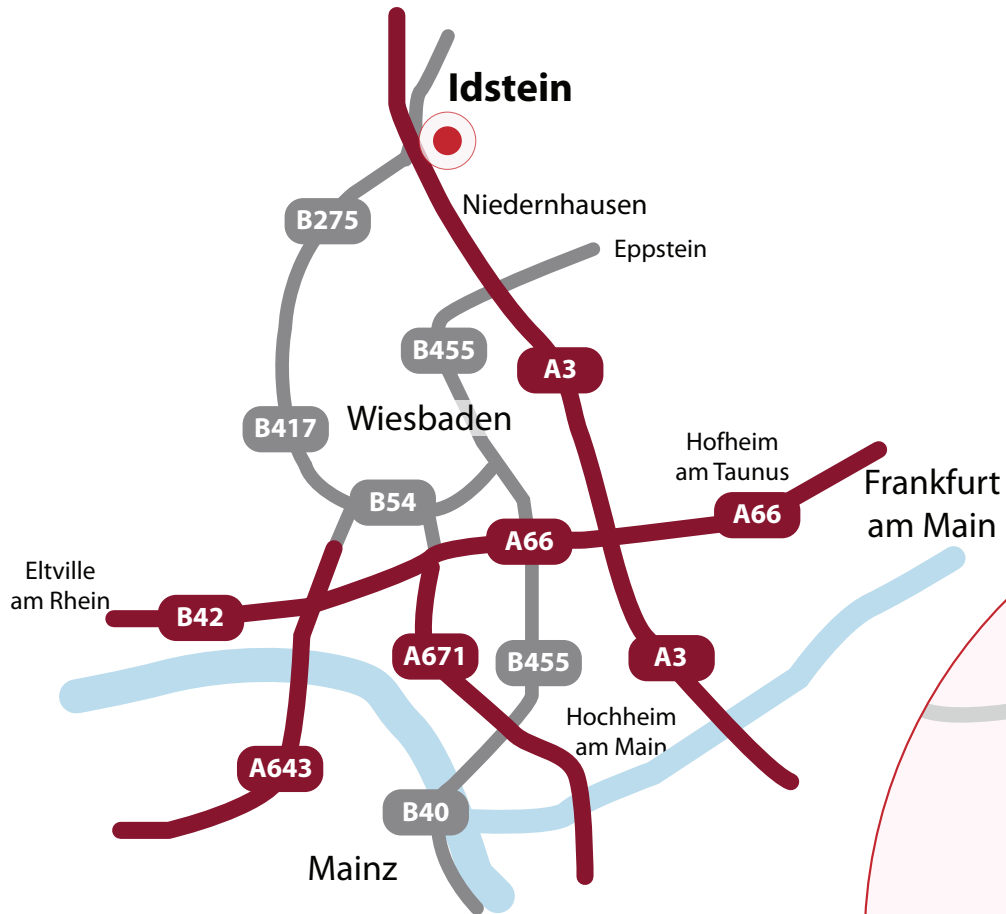 Idstein
Niedernhausen
B275
Eppstein
B455
A3
Wiesbaden
B417
Hofheim
am Taunus
Frankfurt
am Main
B54
A66
A66
Eltville
am Rhein
B42
A671
B455
A3
Hochheim
am Main
A643
B40
Mainz